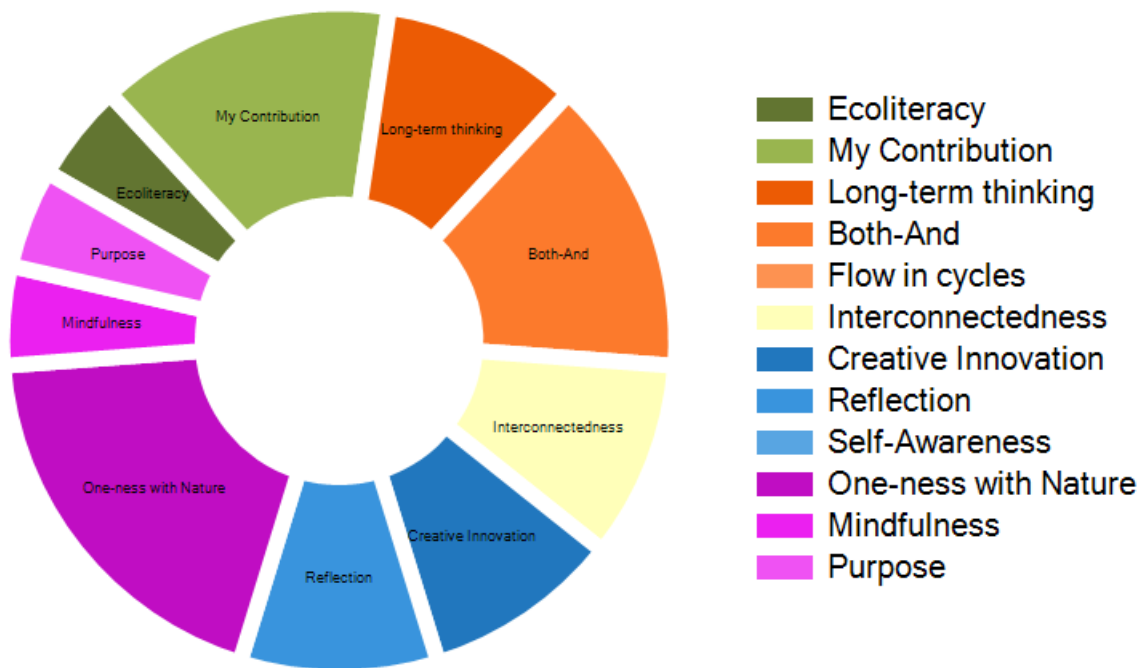 My Contribution
Long-term thinking
Ecoliteracy
Purpose
Both-And
Mindfulness
Interconnectedness
One-ness with Nature
Creative Innovation
Reflection
Ecoliteracy
My Contribution
Long-term thinking
Both-And
Flow in cycles
Interconnectedness
Creative Innovation
Reflection
Self-Awareness
One-ness with Nature
Mindfulness
Purpose